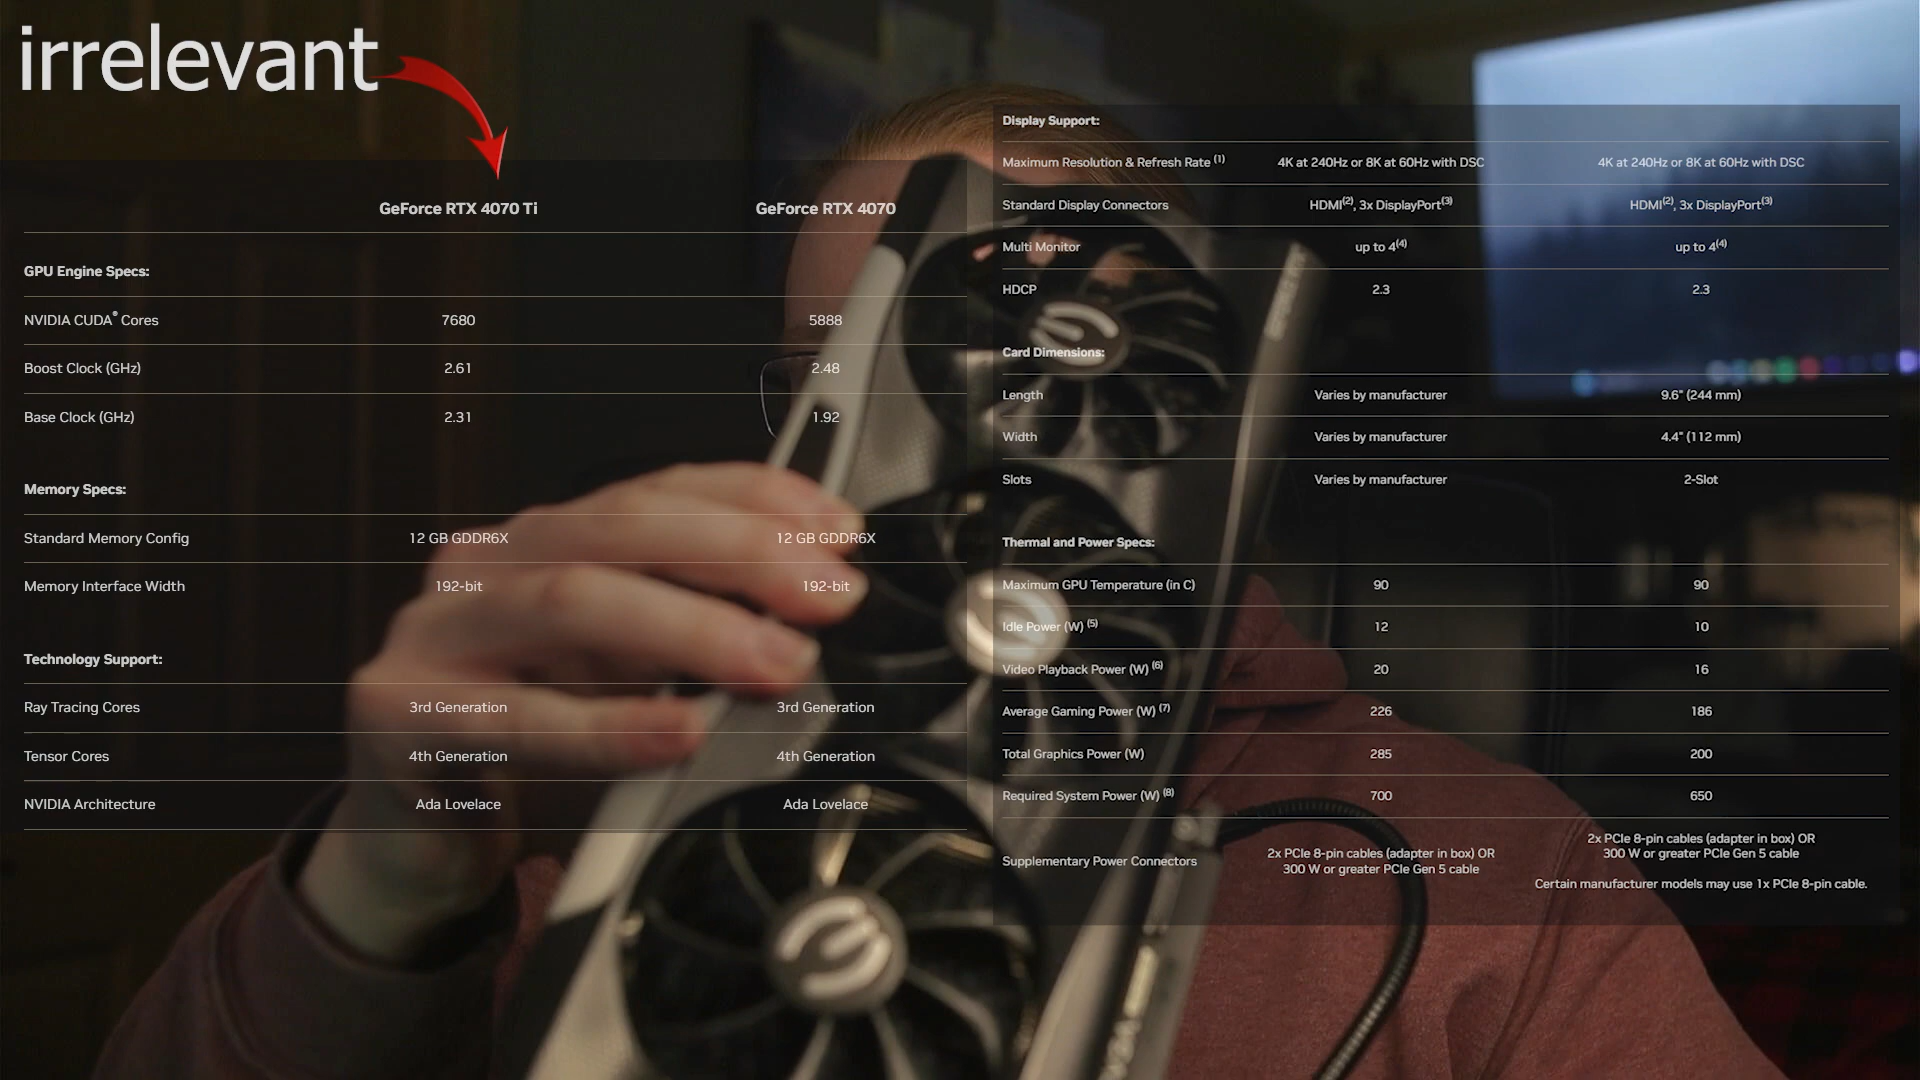 irrelevant
GeForce RTX 4070 Ti GeForce RTX 4070
GPU Engine Specs:
NVIDIA CUDA® Cores 7680 5888
Boost Clock (GHz) 2.61 2.48
Base Clock (GHz) 2.31 1.92
Memory Specs:
Standard Memory Config 12 GB GDDR6X 12 GB GDDR6X
Memory Interface Width 192-bit 192-bit
Technology Support:
Ray Tracing Cores 3rd Generation 3rd Generation
Tensor Cores 4th Generation 4th Generation
NVIDIA Architecture Ada Lovelace Ada Lovelace
Display Support:
Maximum Resolution & Refresh Rate (1) 4K at 240Hz or 8K at 60Hz with DSC 4K at 240Hz or 8K at 60Hz with DSC
Standard Display Connectors HDMI(2), 3x DisplayPort(3) HDMI(2), 3x DisplayPort(3)
Multi Monitor up to 4(4) up to 4(4)
HDCP 2.3 2.3
Card Dimensions:
Length Varies by manufacturer 9.6" (244 mm)
Width Varies by manufacturer 4.4" (112 mm)
Slots Varies by manufacturer 2-Slot
Thermal and Power Specs:
Maximum GPU Temperature (in C) 90 90
Idle Power (W) (5) 12 10
Video Playback Power (W) (6) 20 16
Average Gaming Power (W) (7) 226 186
Total Graphics Power (W) 285 200
Required System Power (W) (8) 700 650
Supplementary Power Connectors
2x PCIe 8-pin cables (adapter in box) OR
300 W or greater PCIe Gen 5 cable
2x PCIe 8-pin cables (adapter in box) OR
300 W or greater PCIe Gen 5 cable
Certain manufacturer models may use 1x PCIe 8-pin cable.